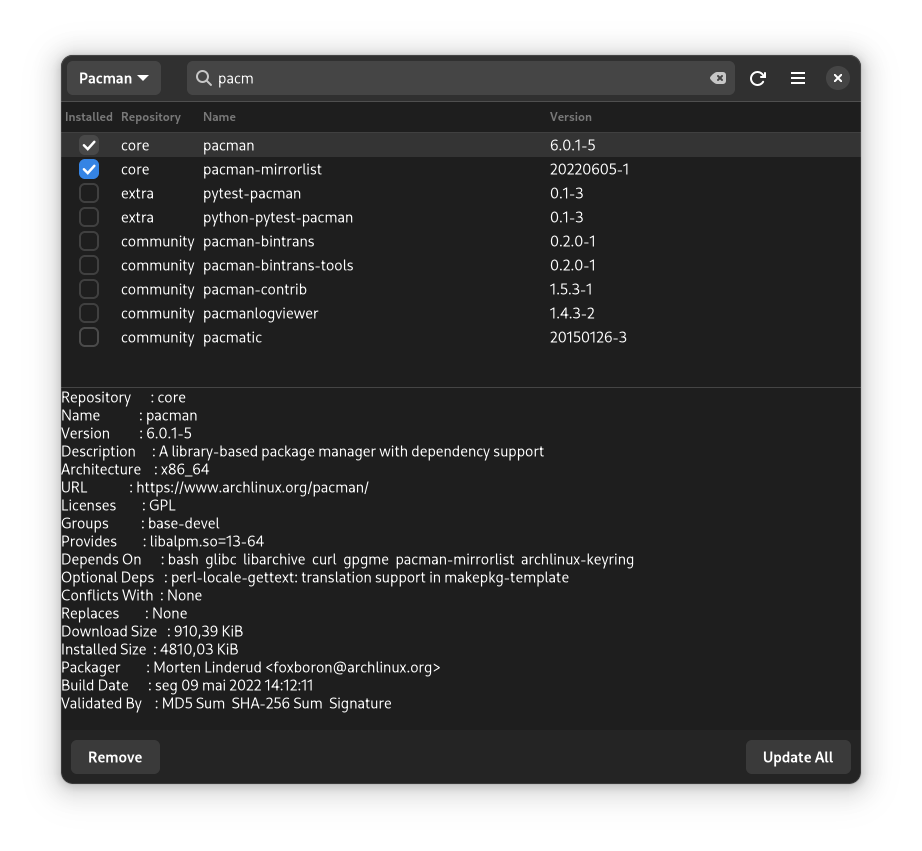 Pacman pacm
Installed Repository Name Version
core pacman 6.0.1-5
core pacman-mirrorlist 20220605-1
extra pytest-pacman 0.1-3
extra python-pytest-pacman 0.1-3
community pacman-bintrans 0.2.0-1
community pacman-bintrans-tools 0.2.0-1
community pacman-contrib 1.5.3-1
community pacmanlogviewer 1.4.3-2
community pacmatic 20150126-3
Repository : core
Name : pacman
Version : 6.0.1-5
Description : A library-based package manager with dependency support
Architecture : x86_64
URL : https://www.archlinux.org/pacman/
Licenses : GPL
Groups : base-devel
Provides : libalpm.so=13-64
Depends On : bash glibc libarchive curl gpgme pacman-mirrorlist archlinux-keyring
Optional Deps : perl-locale-gettext: translation support in makepkg-template
Conflicts With : None
Replaces : None
Download Size : 910,39 KiB
Installed Size : 4810,03 KiB
Packager : Morten Linderud <foxboron@archlinux.org>
Build Date : seg 09 mai 2022 14:12:11
Validated By : MD5 Sum SHA-256 Sum Signature
Remove Update All